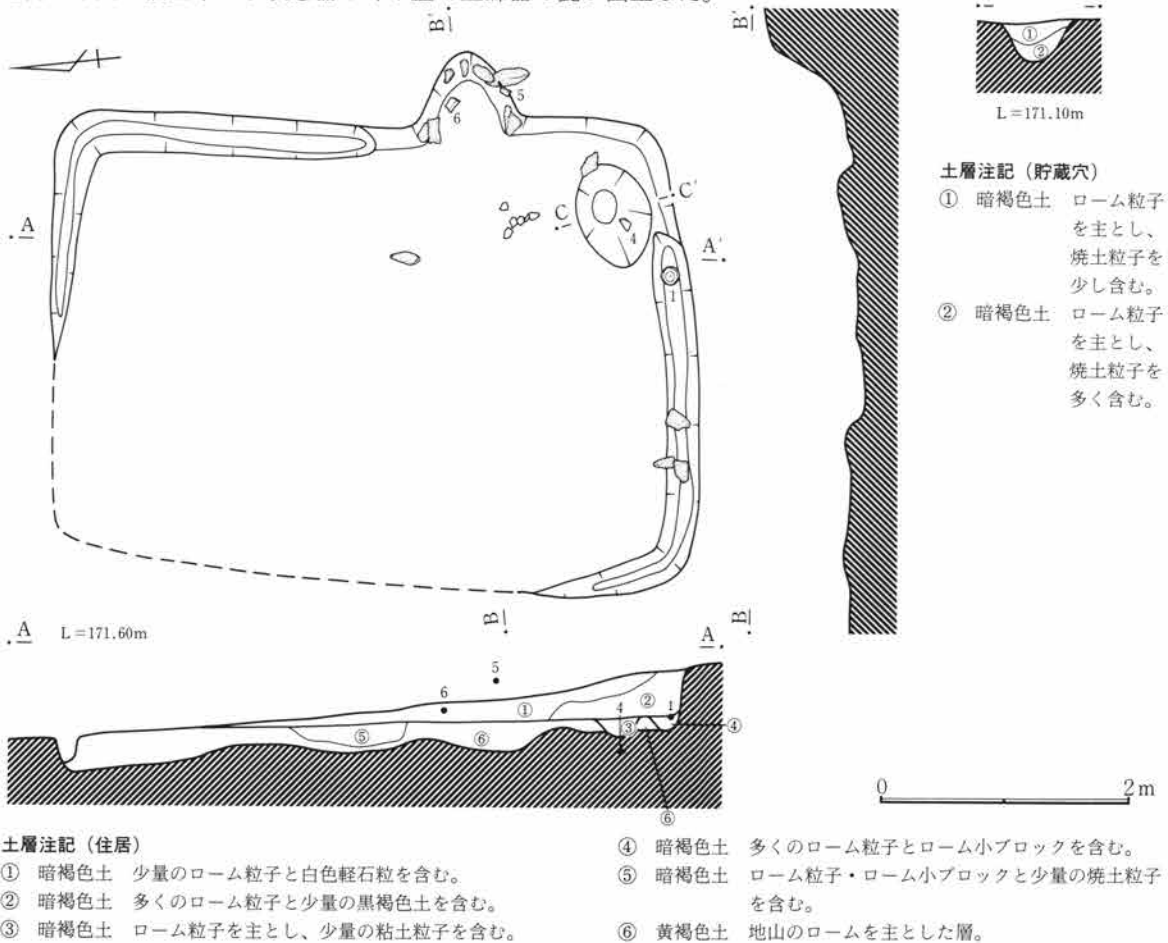 B'
B'
①
②
L=171.10m
5
6
土層注記（貯蔵穴）
① 暗褐色土 ローム粒子
を主とし、
焼土粒子を
少し含む。
② 暗褐色土 ローム粒子
を主とし、
焼土粒子を
多く含む。
A
C
C'
4
A'
1
B
B
A L=171.60m
A
5
6
①
②
4
③
1
④
⑤
⑥
⑥
0 2m
土層注記（住居）
① 暗褐色土 少量のローム粒子と白色軽石粒を含む。
② 暗褐色土 多くのローム粒子と少量の黒褐色土を含む。
③ 暗褐色土 ローム粒子を主とし、少量の粘土粒子を含む。
④ 暗褐色土 多くのローム粒子とローム小ブロックを含む。
⑤ 暗褐色土 ローム粒子・ローム小ブロックと少量の焼土粒子
を含む。
⑥ 黄褐色土 地山のロームを主とした層。